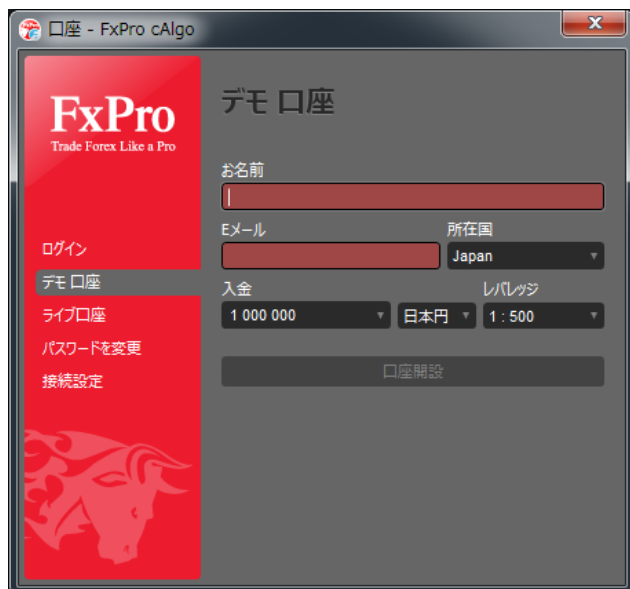 口座 - FxPro cAlgo
FxPro
Trade Forex Like a Pro
ログイン
デモ 口座
ライブ口座
パスワードを変更
接続設定
デモ 口座
お名前
Eメール
所在国
Japan
入金
レバレッジ
1 000 000
日本円
1 : 500
口座開設